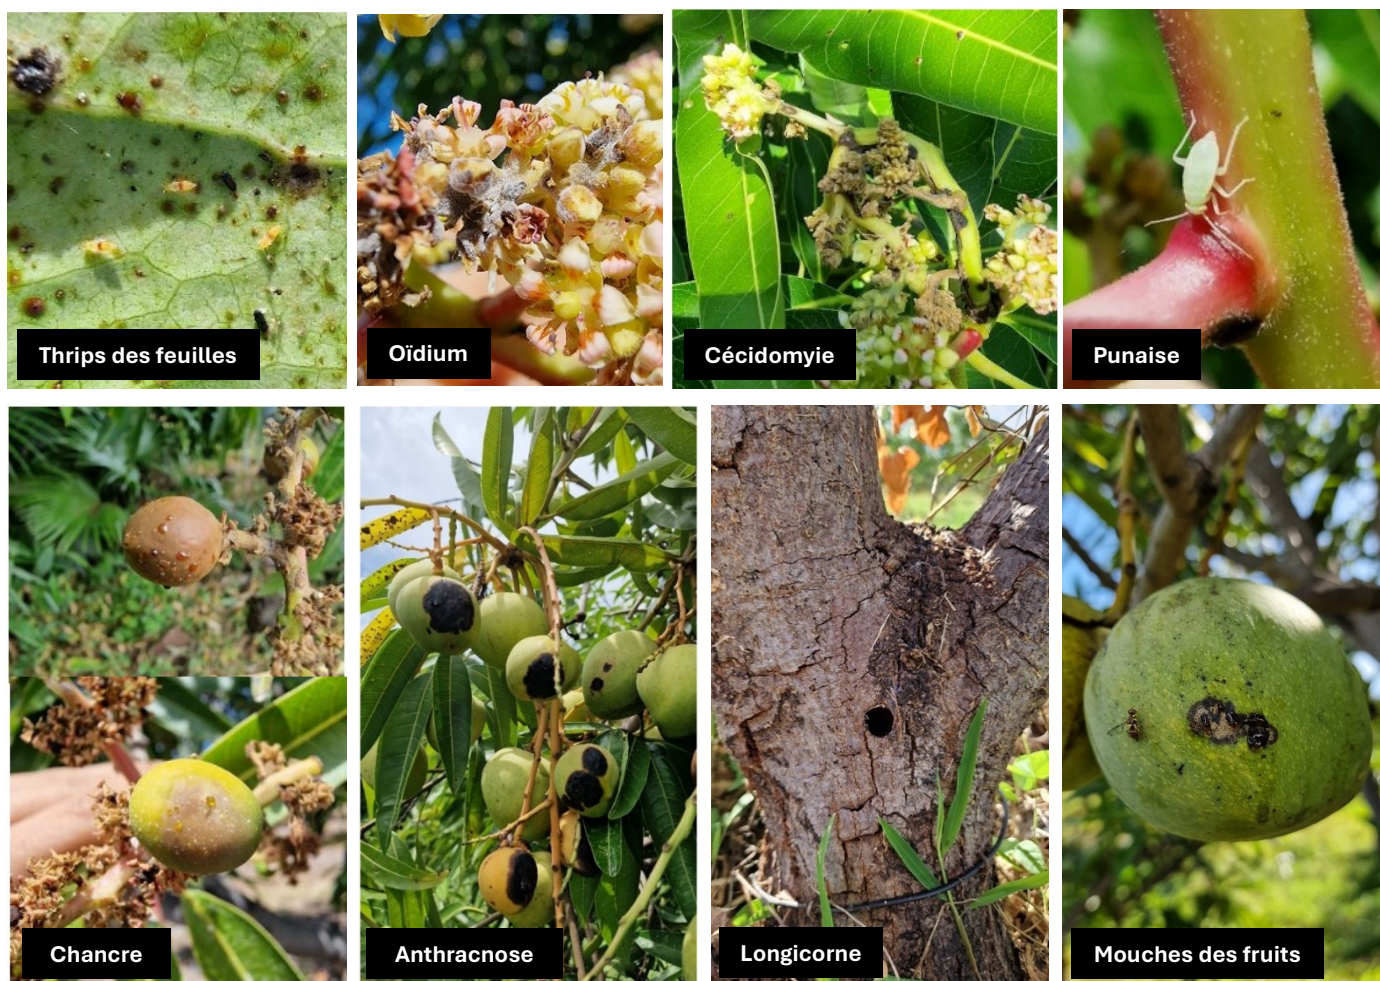 Thrips des feuilles
Oïdium
Cécidomyie
Punaise
Chancre
Anthracnose
Longicorne
Mouches des fruits